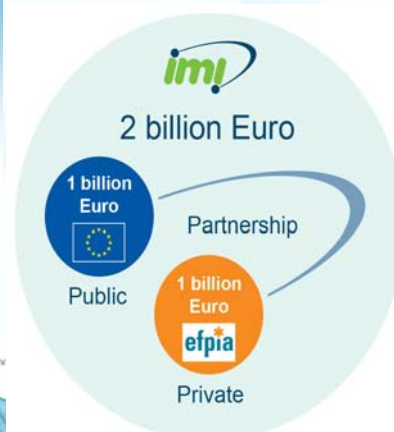 imi
2 billion Euro
1 billion
Euro
Public
Partnership
1 billion
Euro
efpia
Private